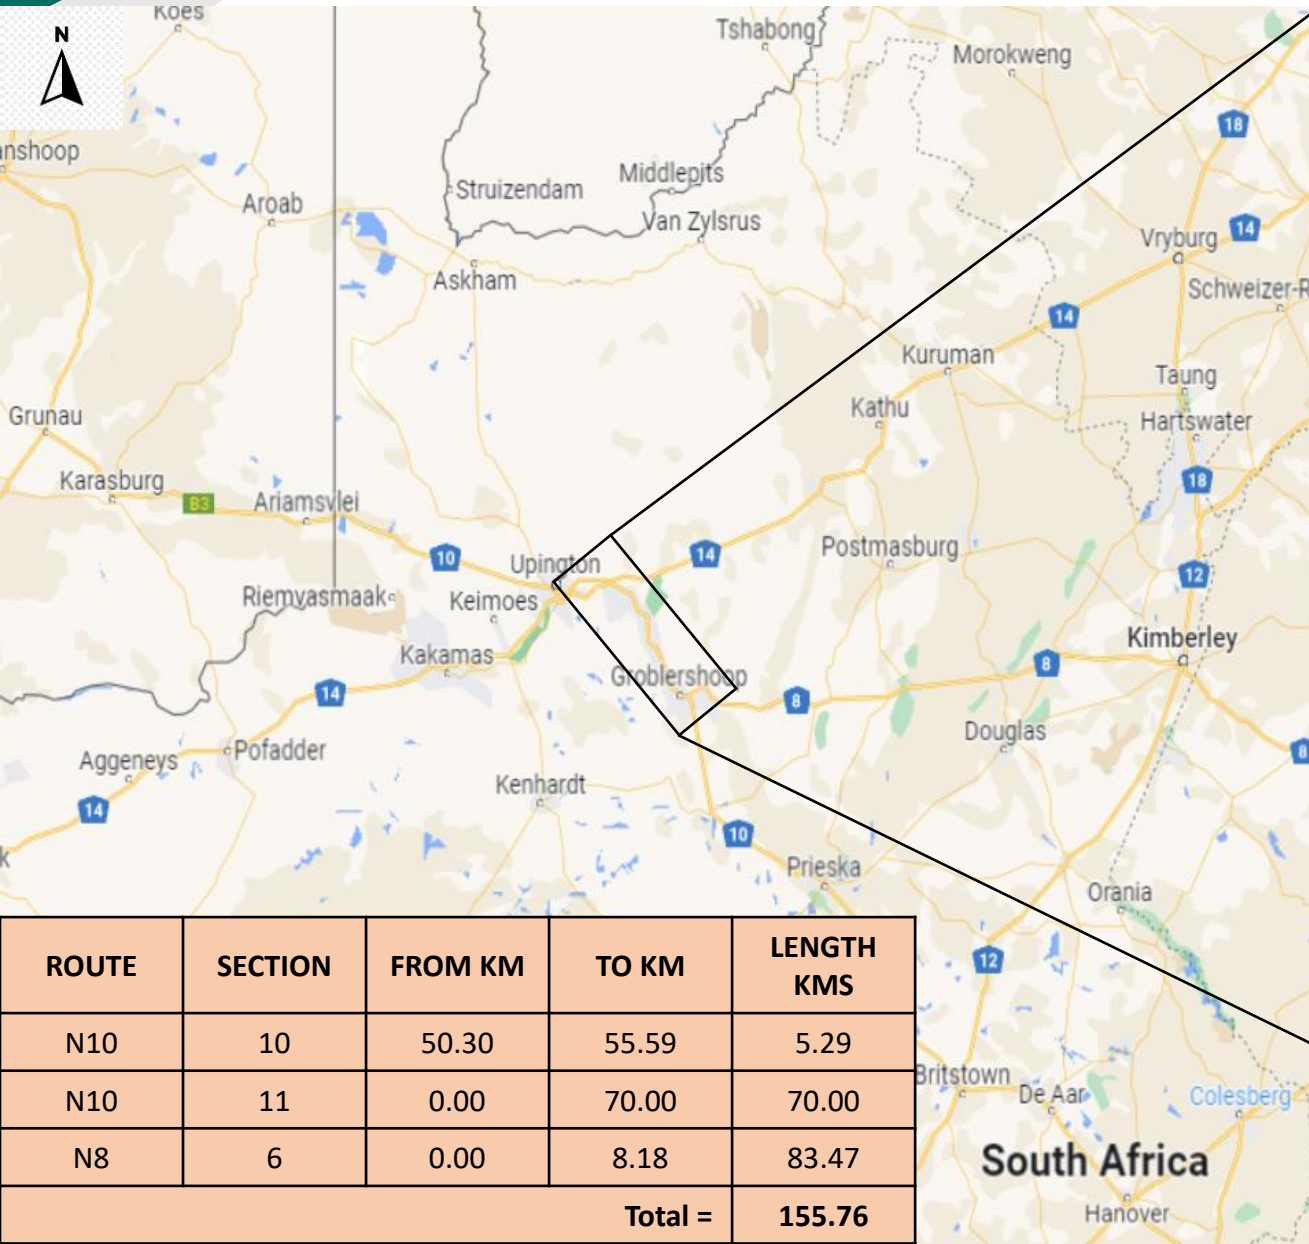 Koës
N
Tshabong
Morokweng
18
anshoop
Middlepits
Struizendam
Aroab
Van Zylsrus
14
Vryburg
Askham
Schweizer-R
14
Kuruman
Taung
Kathu
Grunau
Hartswater
Karasburg
B3
Ariamsvlei
18
Postmasburg
10
Upington
14
12
Riemvasmaak
Keimoes
Kimberley
Kakamas
8
Groblershoop
14
8
Douglas
Pofadder
Aggeneys
8
Kenhardt
14
10
k
Prieska
Orania
12
ROUTE SECTION FROM KM TO KM LENGTH KMS
N10 10 50.30 55.59 5.29
N10 11 0.00 70.00 70.00
N8 6 0.00 8.18 83.47
Total = 155.76
Britstown
De Aar
Colesberg
South Africa
Hanover